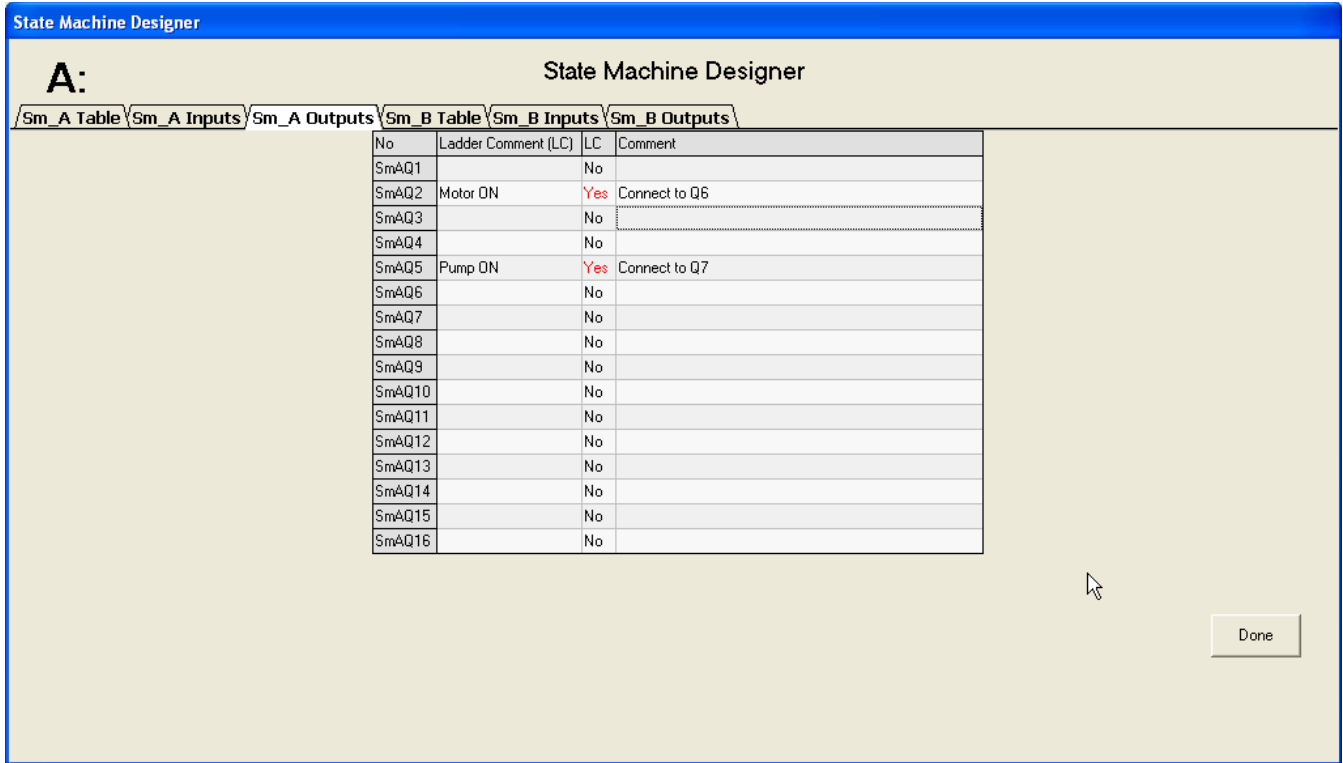 State Machine Designer
A:
State Machine Designer
Sm_A Table Sm_A Inputs Sm_A Outputs Sm_B Table Sm_B Inputs Sm_B Outputs
No Ladder Comment (LC) LC Comment
SmAQ1 No
SmAQ2 Motor ON Yes Connect to Q6
SmAQ3 No
SmAQ4 No
SmAQ5 Pump ON Yes Connect to Q7
SmAQ6 No
SmAQ7 No
SmAQ8 No
SmAQ9 No
SmAQ10 No
SmAQ11 No
SmAQ12 No
SmAQ13 No
SmAQ14 No
SmAQ15 No
SmAQ16 No
Done